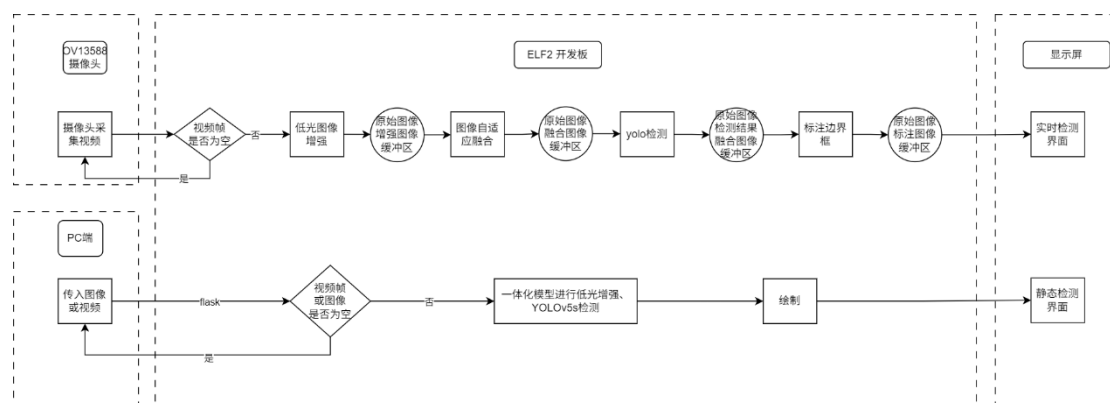 OV13588
摄像头
ELF2 开发板
显示屏
摄像头采
集视频
视频帧
是否为空
否
低光图像
增强
原始图像
增强图像
缓冲区
图像自适
应融合
原始图像
融合图像
缓冲区
yolo检测
原始图像
检测结果
融合图像
缓冲区
标注边界
框
原始图像
标注图像
缓冲区
实时检测
界面
是
PC端
传入图像
或视频
flask
视频帧
或图像
是否为空
否
一体化模型进行低光增强、
YOLOv5s检测
绘制
静态检测
界面
是